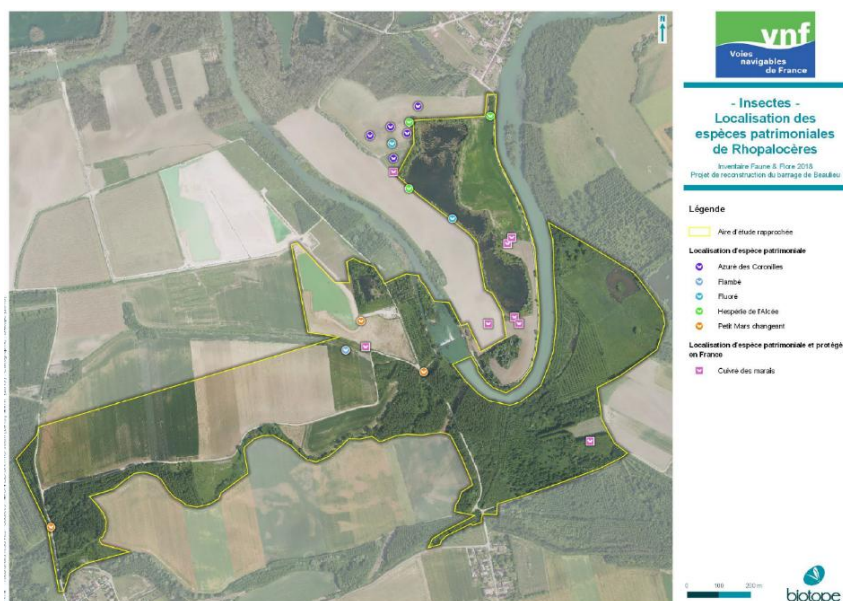 N
vnf
Voies
navigables
de France
- Insectes -
Localisation des
espèces patrimoniales
de Rhopalocères
Inventaire Faune & Flore 2018
Projet de reconstruction du barrage de Beaulieu
Légende
Aire d'étude rapprochée
Localisation d'espèce patrimoniale
Azuré des Coronilles
Flambé
Fluoré
Hespérie de l'Alcée
Petit Mars changeant
Localisation d'espèce patrimoniale et protégée
en France
Cuivré des marais
0 100 200 m
biotope